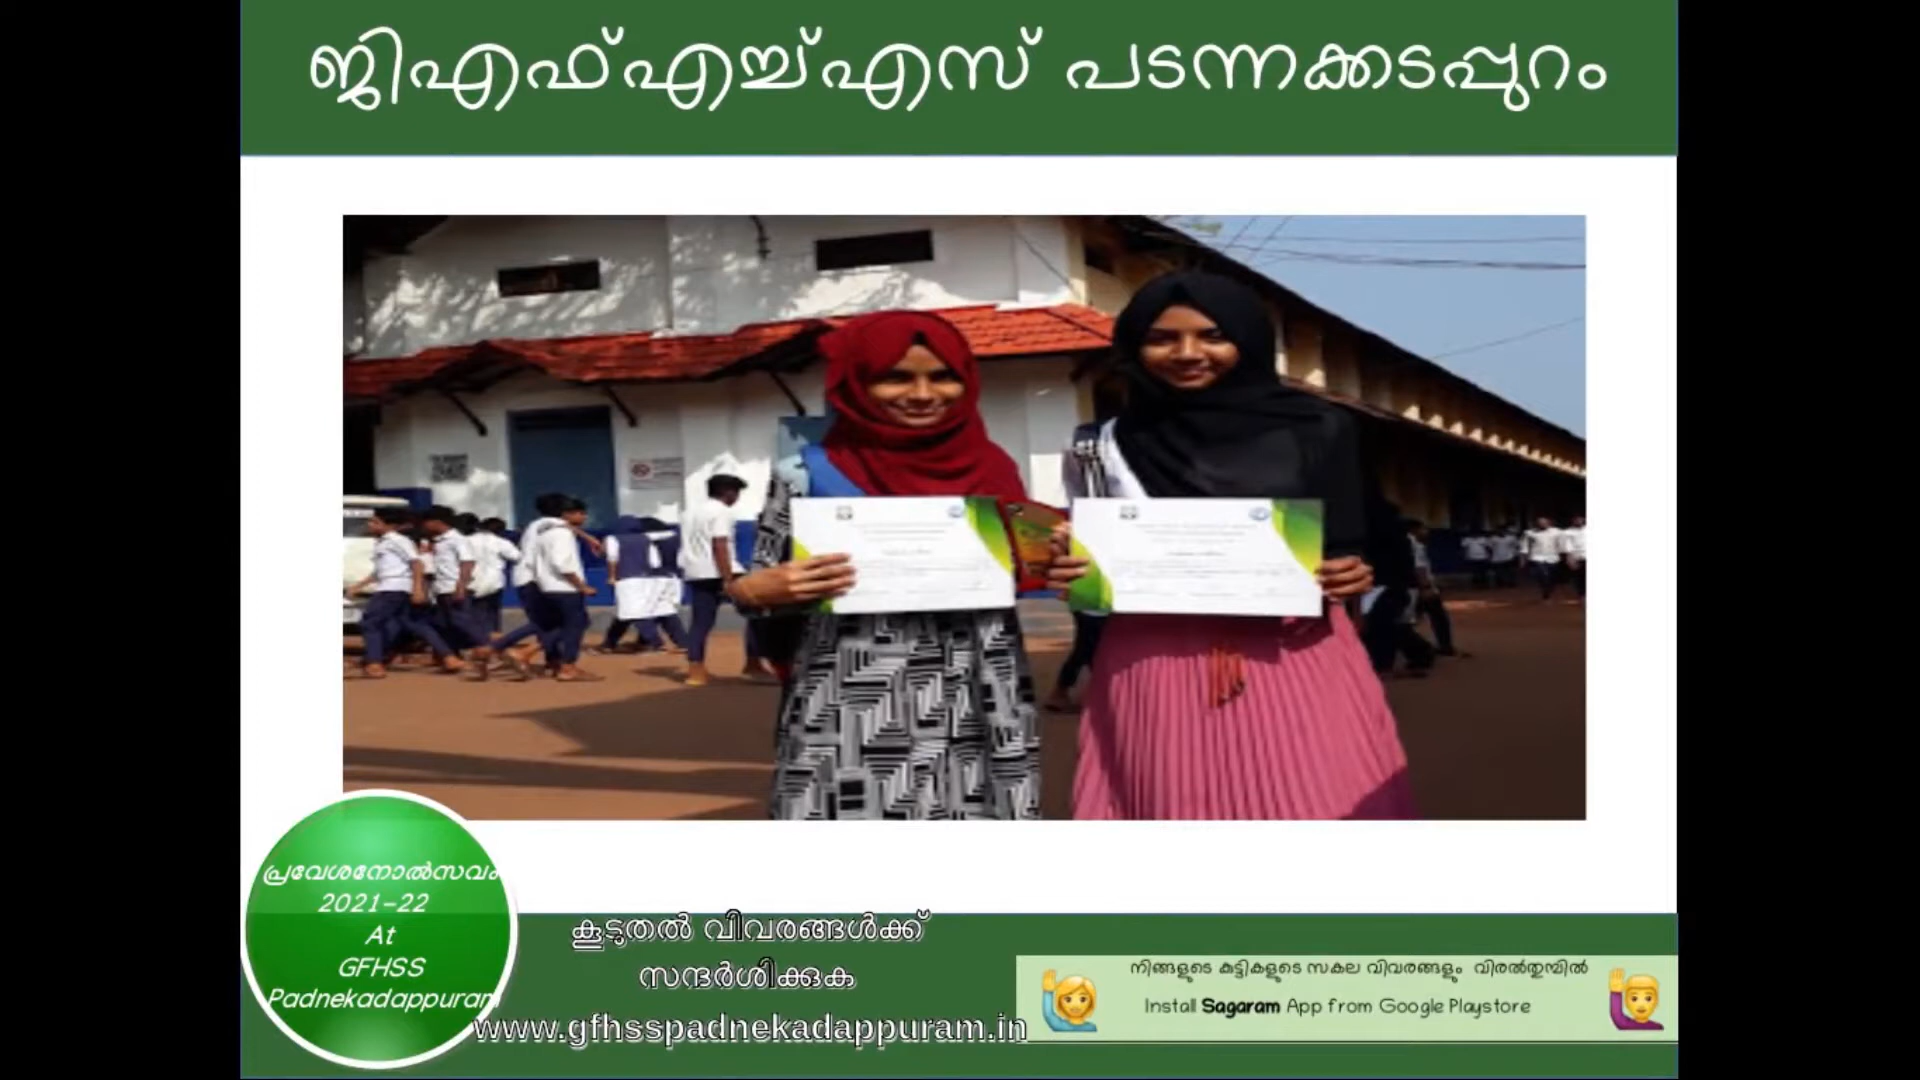 ജിഎഫ്എച്ച്എസ് പടന്നക്കടപ്പുറം
പ്രവേശനോൽസവം
2021-22
At
GFHSS
Padnekadappuram
കൂടുതൽ വിവരങ്ങൾക്ക്
സന്ദർശിക്കുക
www.gfhsspadnekadappuram.in
നിങ്ങളുടെ കുട്ടികളുടെ സകല വിവരങ്ങളും വിരൽതുമ്പിൽ
Install Sagaram App from Google Playstore